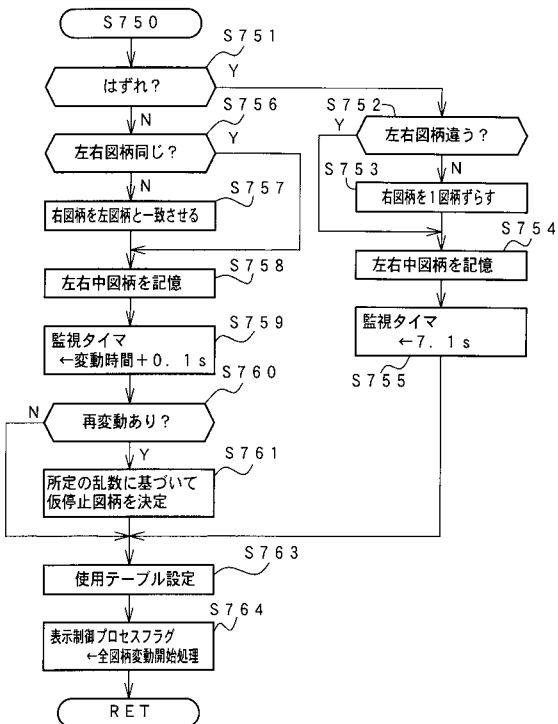 S750
S751
はずれ？
Y
N
S756
左右図柄同じ？
Y
N
S757
右図柄を左図柄と一致させる
S758
左右中図柄を記憶
S759
監視タイマ
←変動時間＋0．1s
S760
N
再変動あり？
Y
S761
所定の乱数に基づいて
仮停止図柄を決定
S752
Y
左右図柄違う？
N
S753
右図柄を1図柄ずらす
S754
左右中図柄を記憶
監視タイマ
←7．1s
S755
S763
使用テーブル設定
S764
表示制御プロセスフラグ
←全図柄変動開始処理
RET